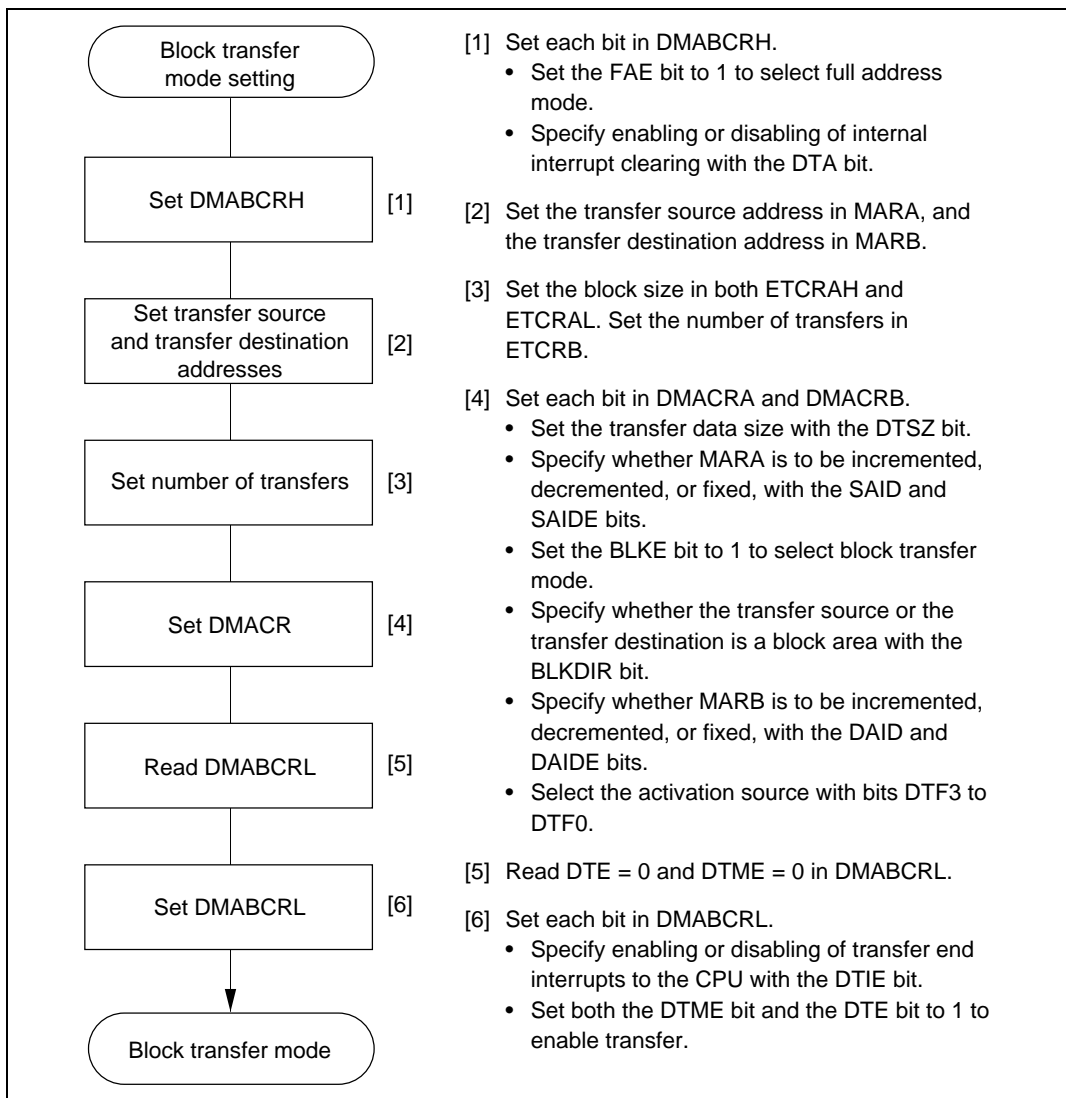 Block transfer
mode setting
Set DMABCRH
[1]
Set transfer source
and transfer destination
addresses
[2]
Set number of transfers
[3]
Set DMACR
[4]
Read DMABCRL
[5]
Set DMABCRL
[6]
Block transfer mode
[1] Set each bit in DMABCRH.
• Set the FAE bit to 1 to select full address
mode.
• Specify enabling or disabling of internal
interrupt clearing with the DTA bit.
[2] Set the transfer source address in MARA, and
the transfer destination address in MARB.
[3] Set the block size in both ETCRAH and
ETCRAL. Set the number of transfers in
ETCRB.
[4] Set each bit in DMACRA and DMACRB.
• Set the transfer data size with the DTSZ bit.
• Specify whether MARA is to be incremented,
decremented, or fixed, with the SAID and
SAIDE bits.
• Set the BLKE bit to 1 to select block transfer
mode.
• Specify whether the transfer source or the
transfer destination is a block area with the
BLKDIR bit.
• Specify whether MARB is to be incremented,
decremented, or fixed, with the DAID and
DAIDE bits.
• Select the activation source with bits DTF3 to
DTF0.
[5] Read DTE = 0 and DTME = 0 in DMABCRL.
[6] Set each bit in DMABCRL.
• Specify enabling or disabling of transfer end
interrupts to the CPU with the DTIE bit.
• Set both the DTME bit and the DTE bit to 1 to
enable transfer.